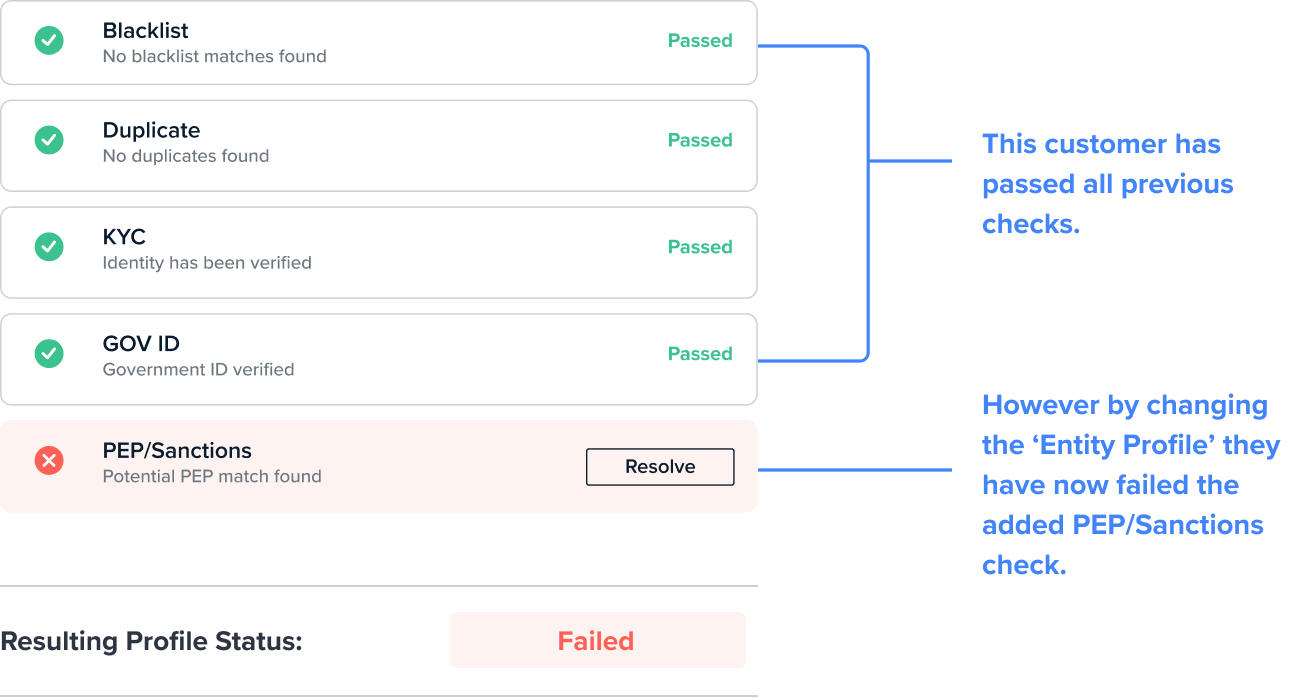 Blacklist
No blacklist matches found
Passed
Duplicate
No duplicates found
Passed
KYC
Identity has been verified
Passed
GOV ID
Government ID verified
Passed
PEP/Sanctions
Potential PEP match found
Resolve
This customer has
passed all previous
checks.
However by changing
the ‘Entity Profile’ they
have now failed the
added PEP/Sanctions
check.
Resulting Profile Status:
Failed